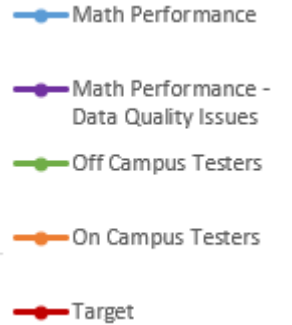 Math Performance
Math Performance -
Data Quality Issues
Off Campus Testers
On Campus Testers
Target